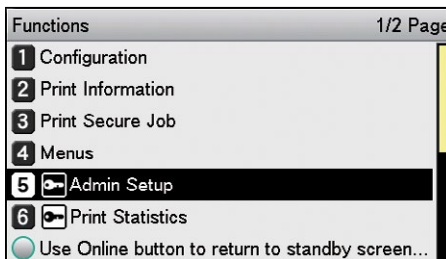 Functions 1/2 Page
1 Configuration
2 Print Information
3 Print Secure Job
4 Menus
5 Admin Setup
6 Print Statistics
Use Online button to return to standby screen...